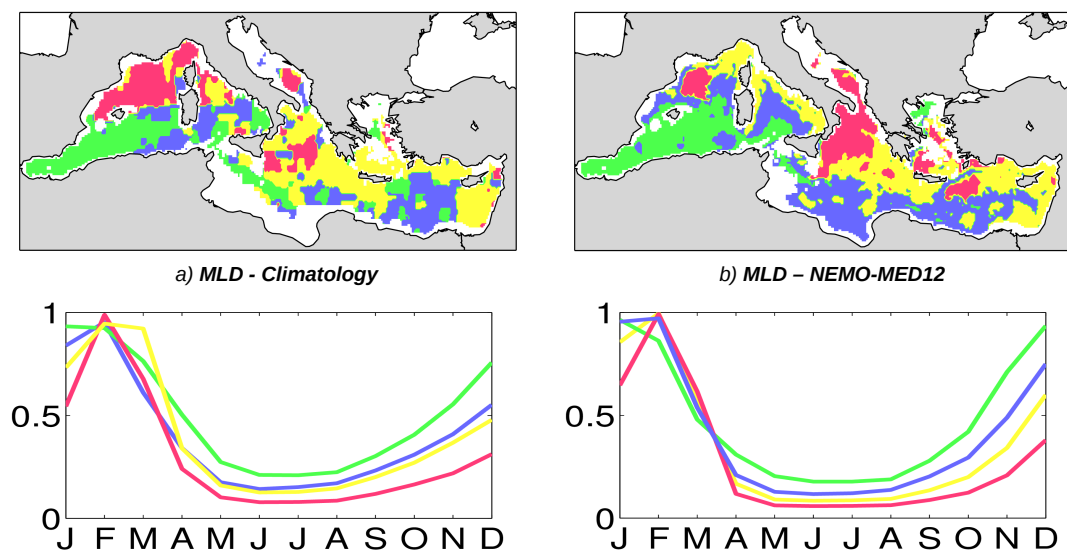 a) MLD - Climatology
b) MLD – NEMO-MED12
1
0.5
0
J F M A M J J A S O N D
1
0.5
0
J F M A M J J A S O N D